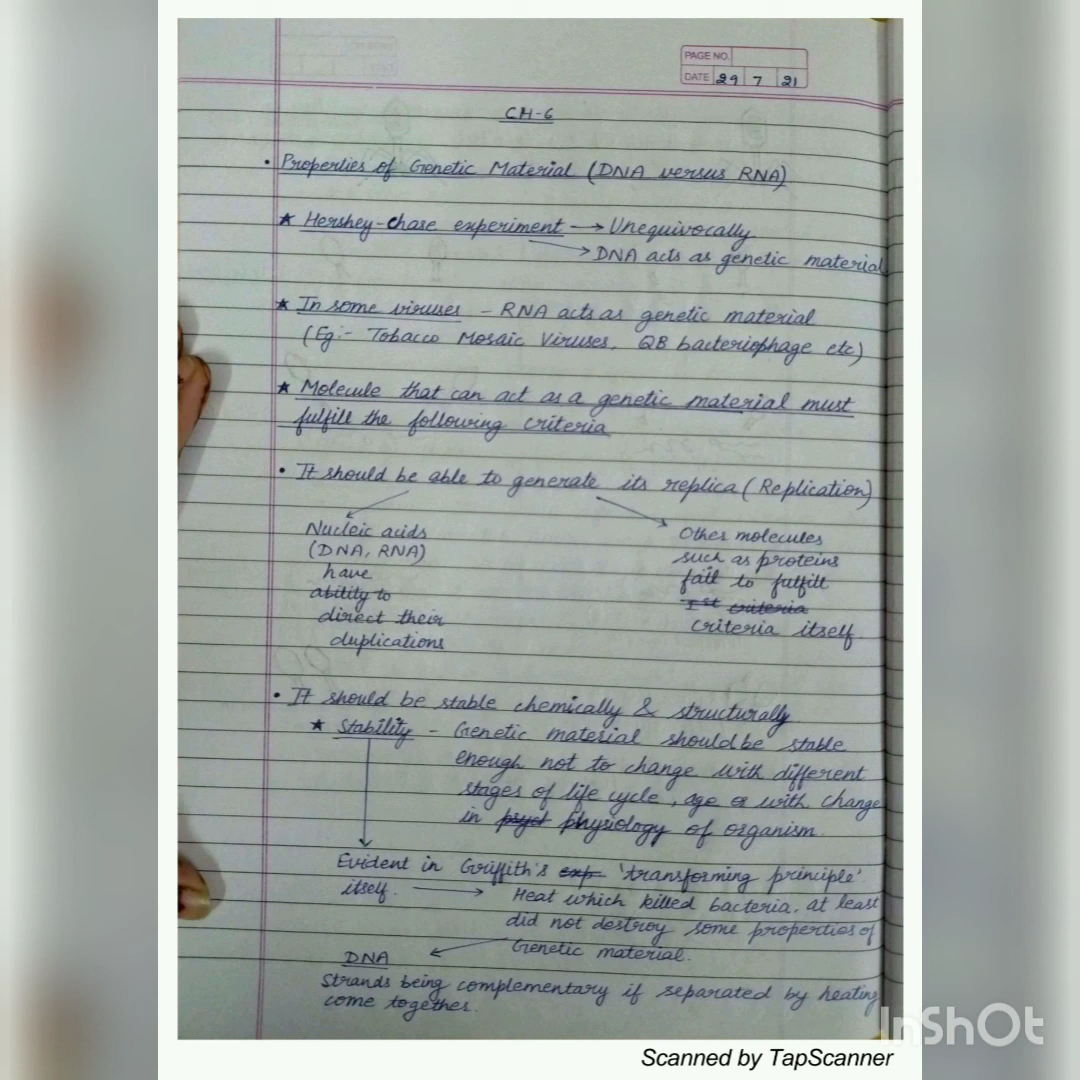 PAGE NO.
DATE 29 7 21
CH-6
• Properties of Genetic Material (DNA versus RNA)
★ Hershey-Chase experiment → Unequivocally
→ DNA acts as genetic material
★ In some viruses - RNA acts as genetic material
(Eg:- Tobacco Mosaic Viruses, QB bacteriophage etc)
★ Molecule that can act as a genetic material must
fulfill the following criteria
• It should be able to generate its replica (Replication)
Nucleic acids
(DNA, RNA)
have
ability to
direct their
duplications
Other molecules
such as proteins
fail to fulfill
Ist criteria
criteria itself.
• It should be stable chemically & structurally
★ Stability - Genetic material should be stable
enough not to change with different
stages of life cycle, age or with change
in physiology of organism.
Evident in Griffith's exp 'transforming principle'
itself. → Heat which killed bacteria, at least
did not destroy some properties of
Genetic material.
DNA
Strands being complementary if separated by heating
come together.
InShOt
Scanned by TapScanner